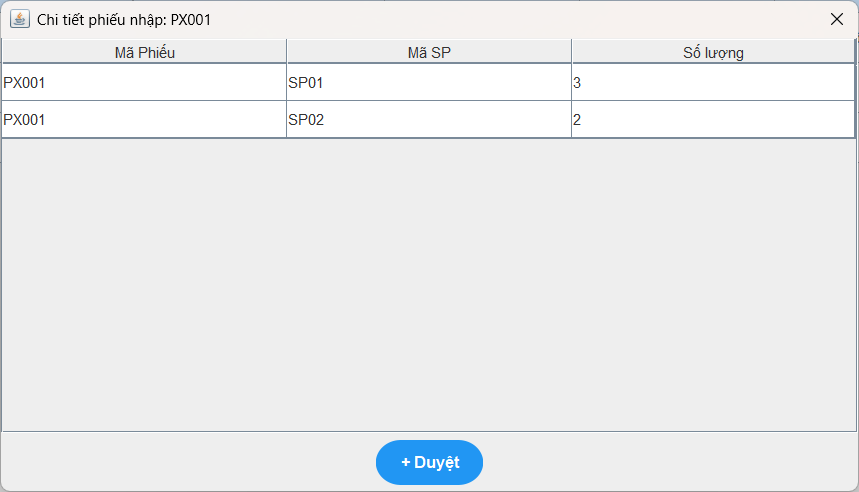 Chi tiết phiếu nhập: PX001
Mã Phiếu Mã SP Số lượng
PX001 SP01 3
PX001 SP02 2
+ Duyệt